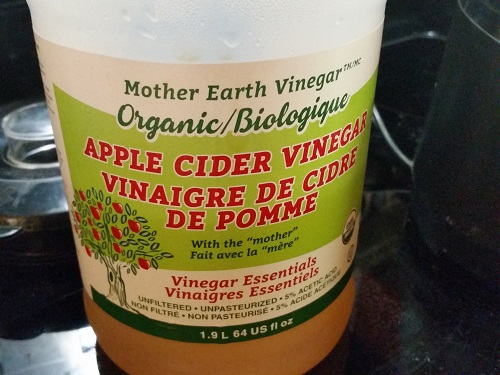 Mother Earth Vinegar™/MC
Organic/Biologique
APPLE CIDER VINEGAR
VINAIGRE DE CIDRE
DE POMME
With the "mother"
Fait avec la "mère"
Vinegar Essentials
Vinaigres Essentiels
UNFILTERED • UNPASTEURIZED • 5% ACETIC ACID
NON FILTRÉ • NON PASTEURISÉ • 5% ACIDE ACÉTIQUE
1.9 L 64 US fl oz